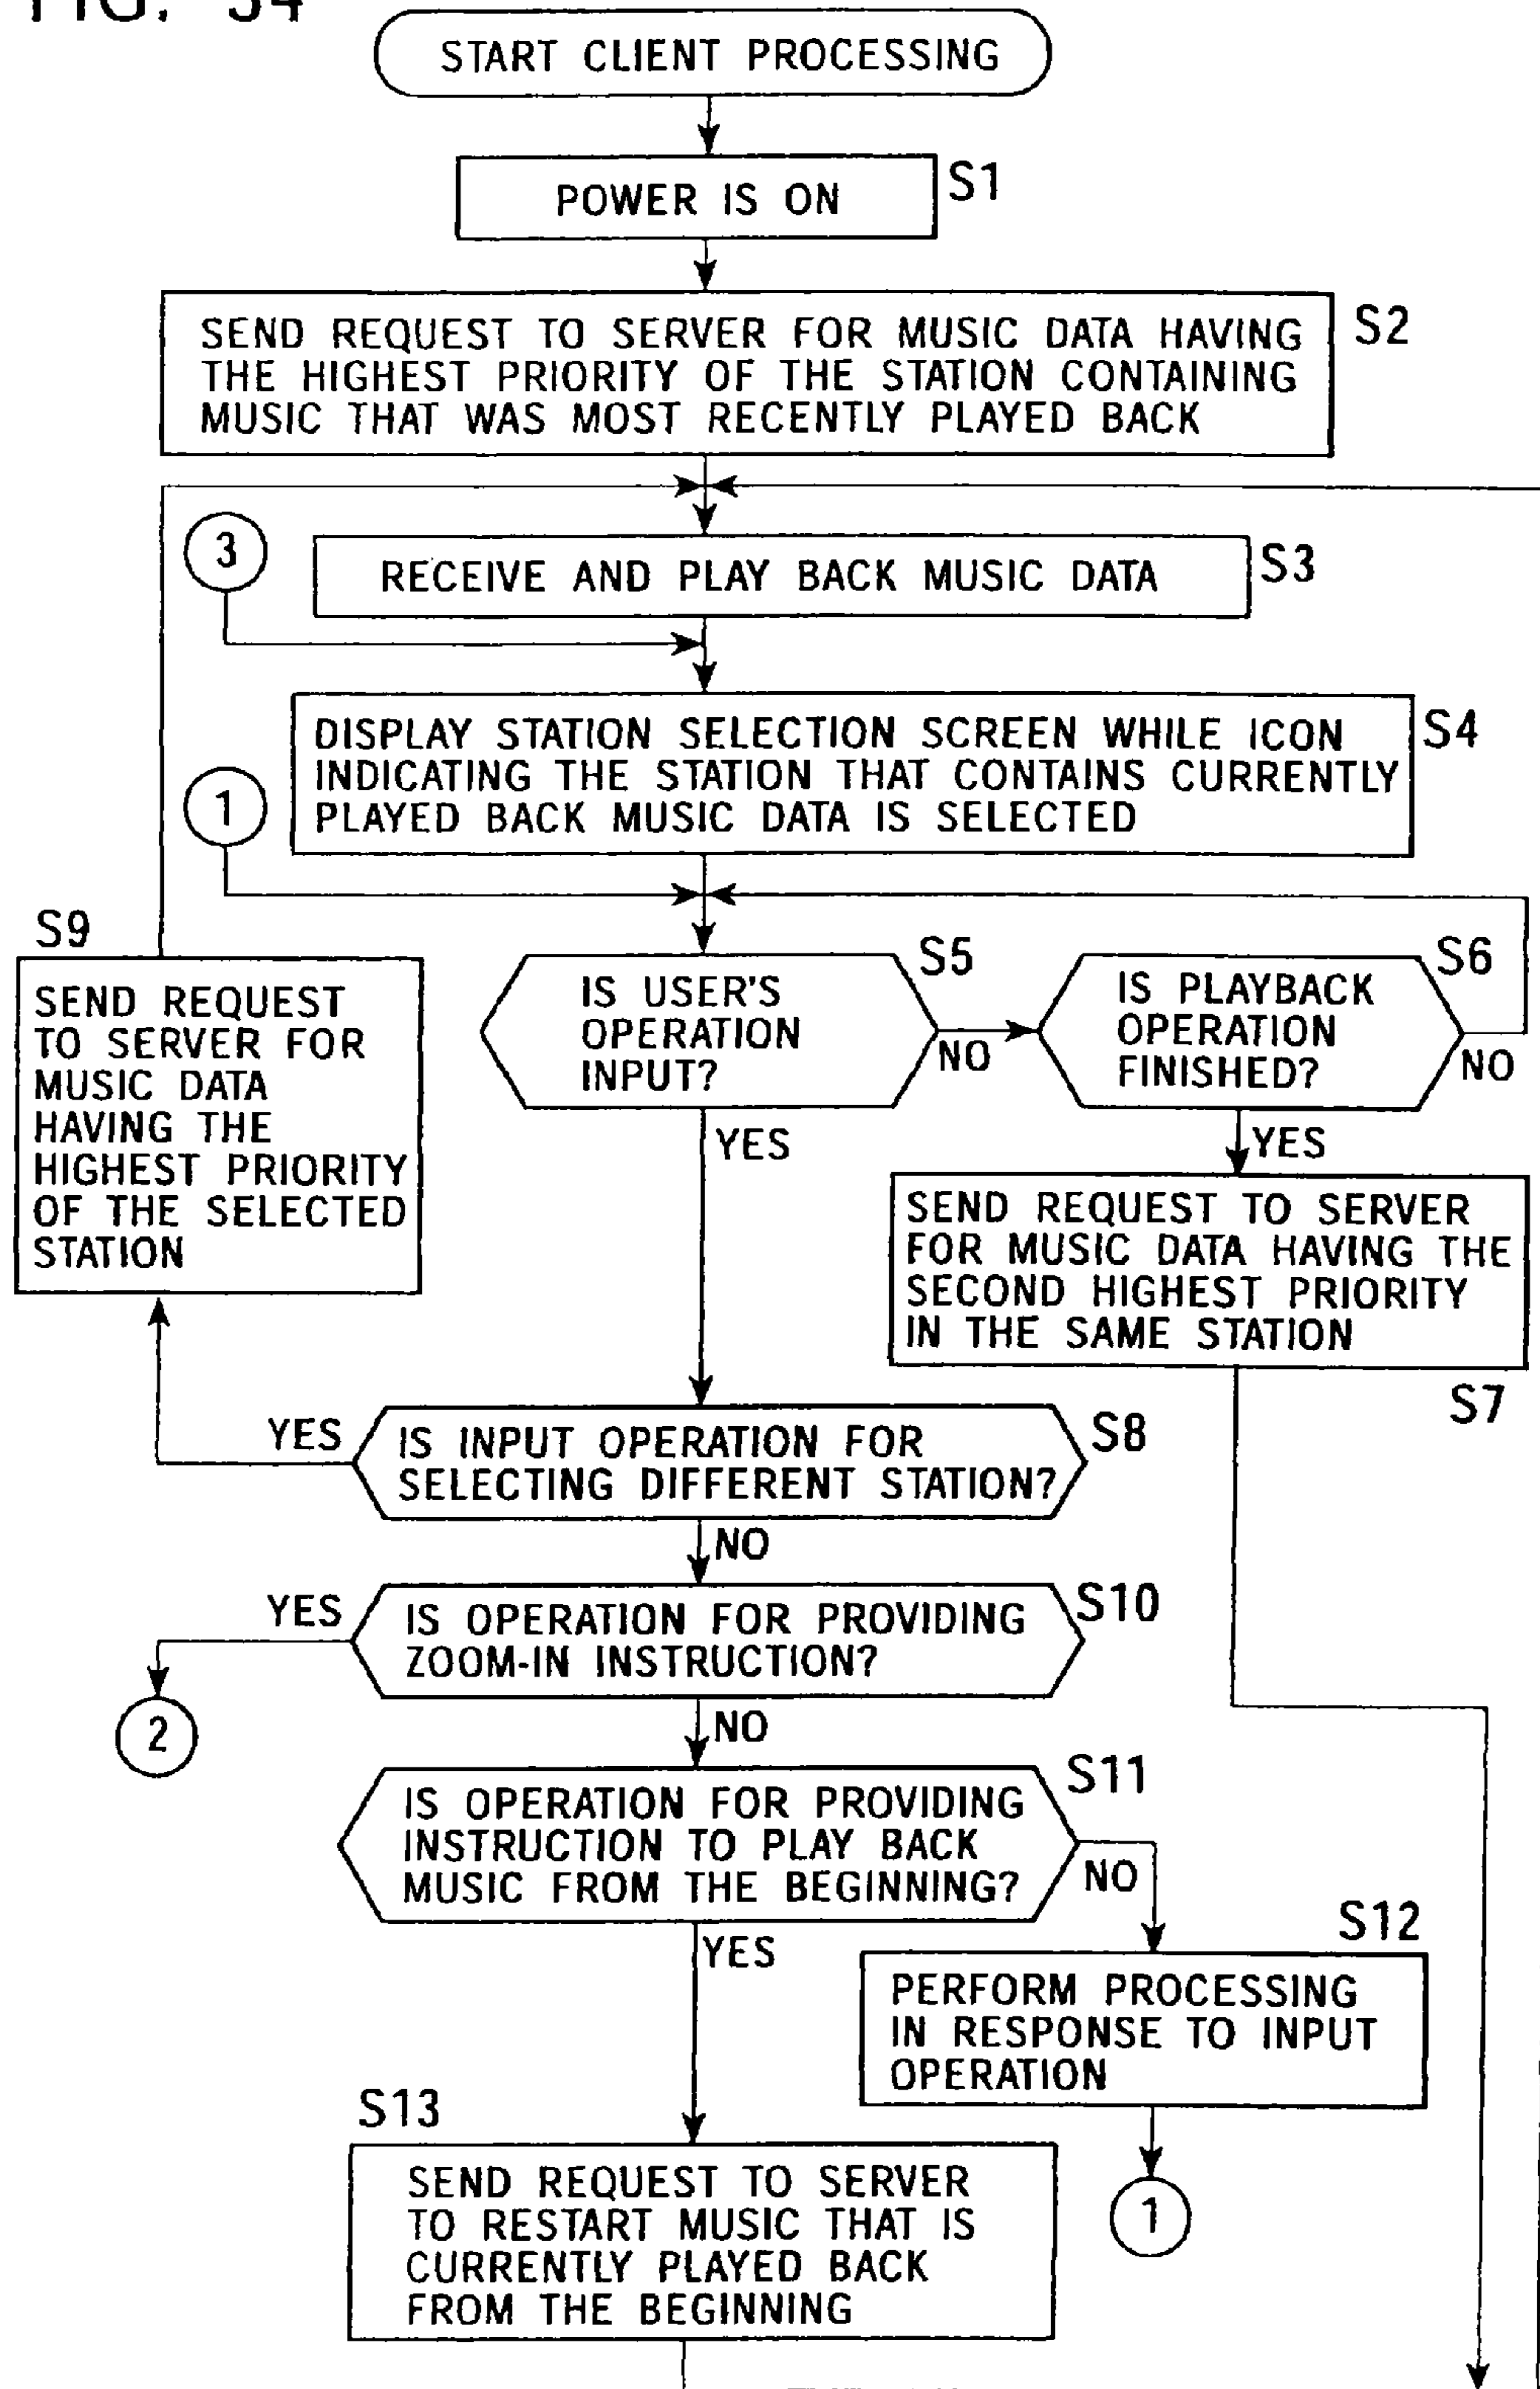 FIG. 34
START CLIENT PROCESSING
POWER IS ON
S1
SEND REQUEST TO SERVER FOR MUSIC DATA HAVING
THE HIGHEST PRIORITY OF THE STATION CONTAINING
MUSIC THAT WAS MOST RECENTLY PLAYED BACK
S2
3
RECEIVE AND PLAY BACK MUSIC DATA
S3
DISPLAY STATION SELECTION SCREEN WHILE ICON
INDICATING THE STATION THAT CONTAINS CURRENTLY
PLAYED BACK MUSIC DATA IS SELECTED
S4
1
S9
SEND REQUEST
TO SERVER FOR
MUSIC DATA
HAVING THE
HIGHEST PRIORITY
OF THE SELECTED
STATION
IS USER'S
OPERATION
INPUT?
S5
NO
YES
IS PLAYBACK
OPERATION
FINISHED?
S6
NO
YES
SEND REQUEST TO SERVER
FOR MUSIC DATA HAVING THE
SECOND HIGHEST PRIORITY
IN THE SAME STATION
S7
YES
IS INPUT OPERATION FOR
SELECTING DIFFERENT STATION?
S8
NO
YES
IS OPERATION FOR PROVIDING
ZOOM-IN INSTRUCTION?
S10
2
NO
IS OPERATION FOR PROVIDING
INSTRUCTION TO PLAY BACK
MUSIC FROM THE BEGINNING?
S11
NO
YES
S12
PERFORM PROCESSING
IN RESPONSE TO INPUT
OPERATION
1
S13
SEND REQUEST TO SERVER
TO RESTART MUSIC THAT IS
CURRENTLY PLAYED BACK
FROM THE BEGINNING